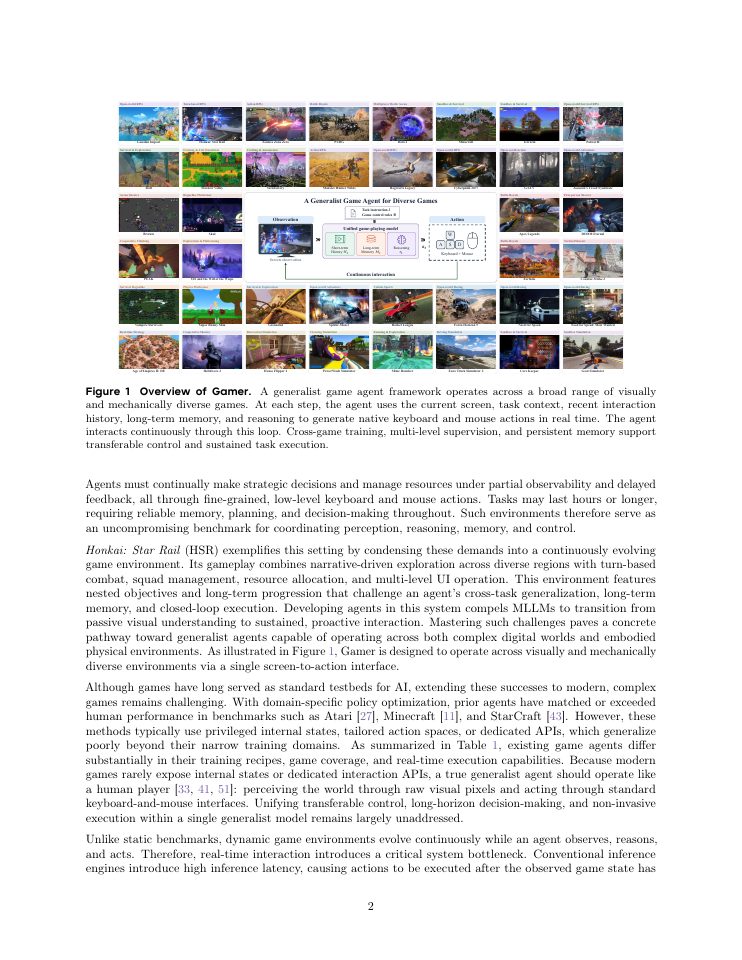 A Generalist Game Agent for Diverse Games
Task instruction I
Observation
Action
Unified game-playing model
Short-term
Long-term
Reasoning
W
A S D
Keyboard + Mouse
Continuous interaction
Figure 1 Overview of Gamer. A generalist game agent framework operates across a broad range of visually
and mechanically diverse games. At each step, the agent uses the current screen, task context, recent interaction
history, long-term memory, and reasoning to generate native keyboard and mouse actions in real time. The agent
interacts continuously through this loop. Cross-game training, multi-level supervision, and persistent memory support
transferable control and sustained task execution.
Agents must continually make strategic decisions and manage resources under partial observability and delayed
feedback, all through fine-grained, low-level keyboard and mouse actions. Tasks may last hours or longer,
requiring reliable memory, planning, and decision-making throughout. Such environments therefore serve as
an uncompromising benchmark for coordinating perception, reasoning, memory, and control.
Honkai: Star Rail (HSR) exemplifies this setting by condensing these demands into a continuously evolving
game environment. Its gameplay combines narrative-driven exploration across diverse regions with turn-based
combat, squad management, resource allocation, and multi-level UI operation. This environment features
nested objectives and long-term progression that challenge an agent's cross-task generalization, long-term
memory, and closed-loop execution. Developing agents in this system compels MLLMs to transition from
passive visual understanding to sustained, proactive interaction. Mastering such challenges paves a concrete
pathway toward generalist agents capable of operating across both complex digital worlds and embodied
physical environments. As illustrated in Figure 1, Gamer is designed to operate across visually and mechanically
diverse environments via a single screen-to-action interface.
Although games have long served as standard testbeds for AI, extending these successes to modern, complex
games remains challenging. With domain-specific policy optimization, prior agents have matched or exceeded
human performance in benchmarks such as Atari [27], Minecraft [11], and StarCraft [43]. However, these
methods typically use privileged internal states, tailored action spaces, or dedicated APIs, which generalize
poorly beyond their narrow training domains. As summarized in Table 1, existing game agents differ
substantially in their training recipes, game coverage, and real-time execution capabilities. Because modern
games rarely expose internal states or dedicated interaction APIs, a true generalist agent should operate like
a human player [33, 41, 51]: perceiving the world through raw visual pixels and acting through standard
keyboard-and-mouse interfaces. Unifying transferable control, long-horizon decision-making, and non-invasive
execution within a single generalist model remains largely unaddressed.
Unlike static benchmarks, dynamic game environments evolve continuously while an agent observes, reasons,
and acts. Therefore, real-time interaction introduces a critical system bottleneck. Conventional inference
engines introduce high inference latency, causing actions to be executed after the observed game state has
2